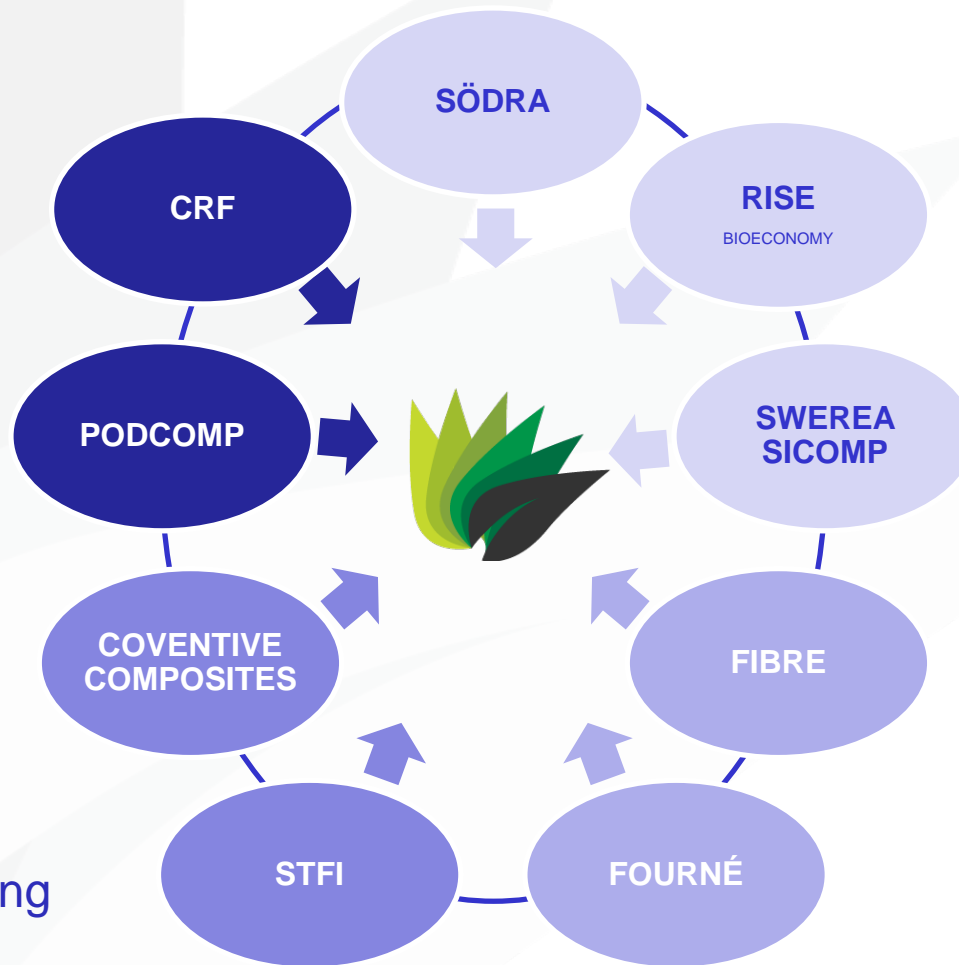 SÖDRA
CRF
RISE
BIOECONOMY
PODCOMP
SWEREA
SICOMP
COVENTIVE
COMPOSITES
FIBRE
STFI
FOURNÉ
ng